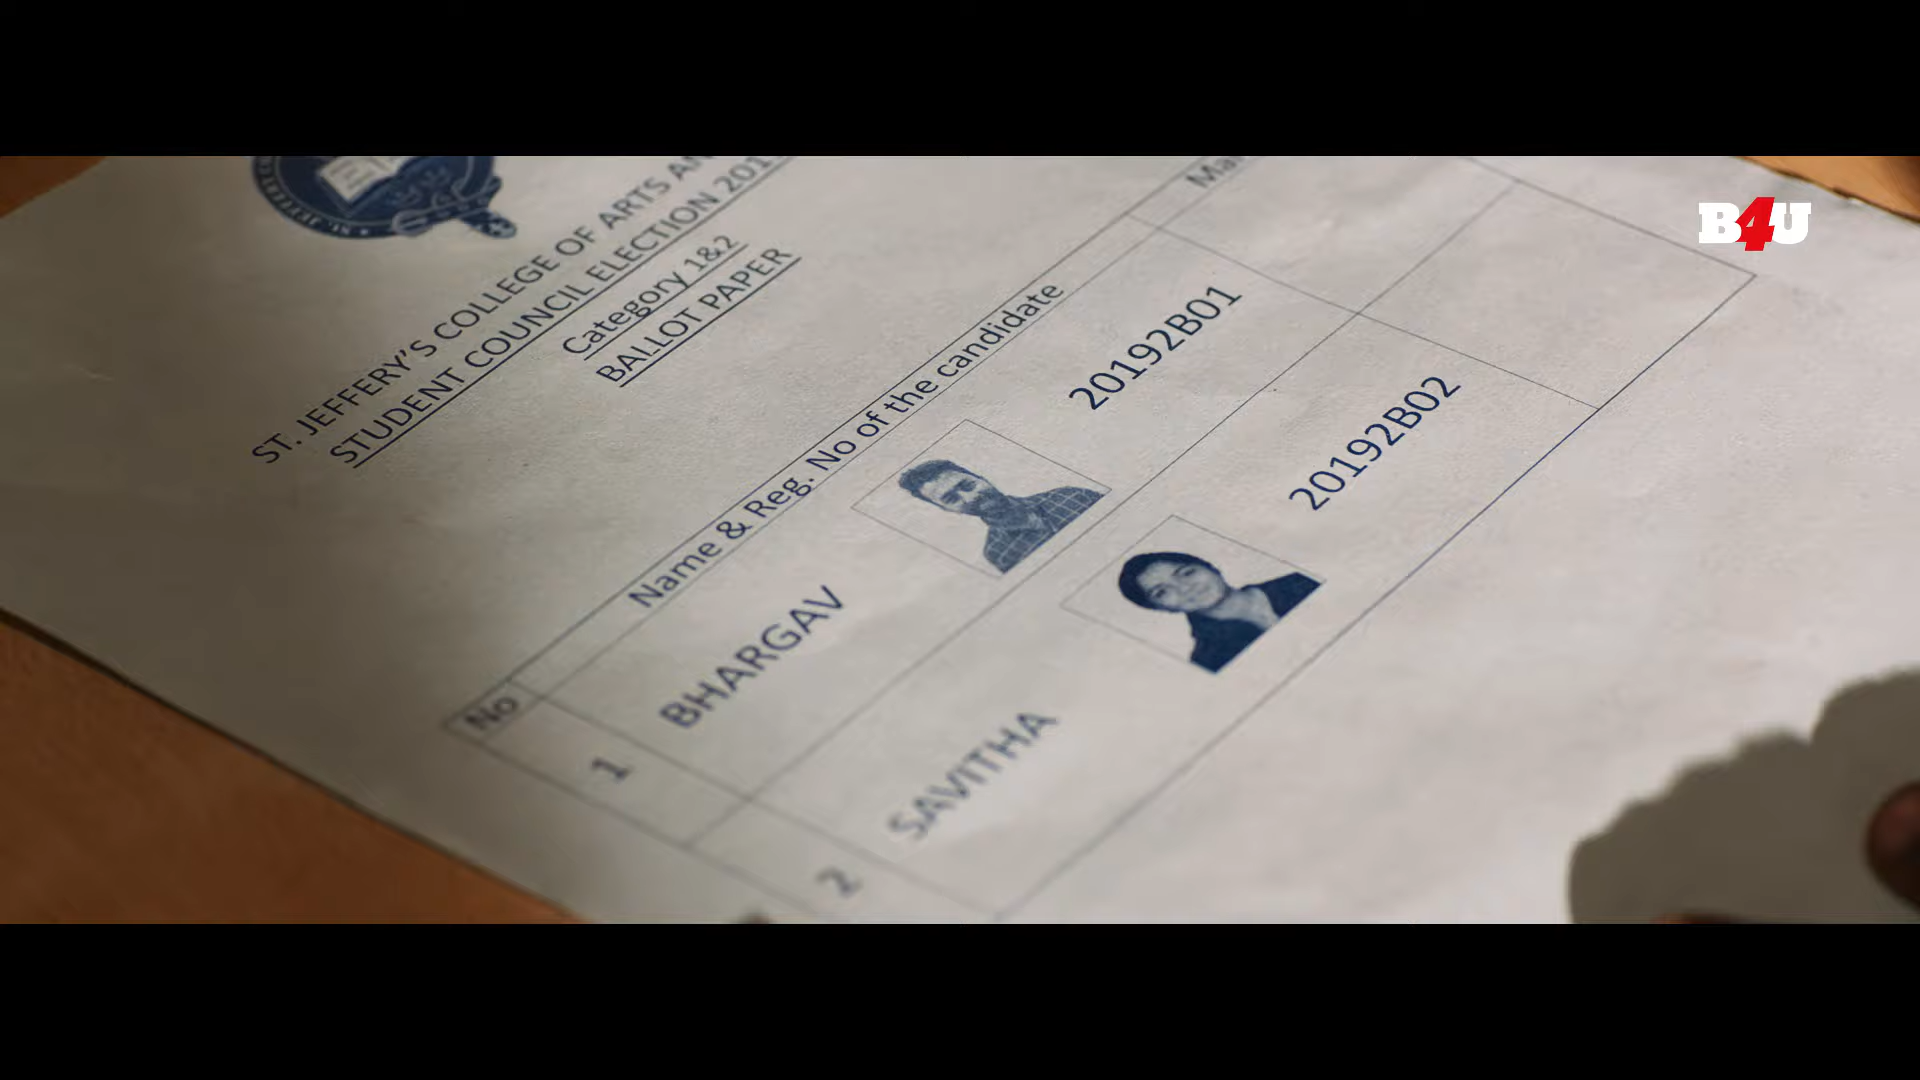 B4U
ST. JEFFERY'S COLLEGE OF ARTS
STUDENT COUNCIL ELECTION
Category 1&2
BALLOT PAPER
No Name & Reg. No of the candidate
1 BHARGAV 20192B01
2 SAVITHA 20192B02